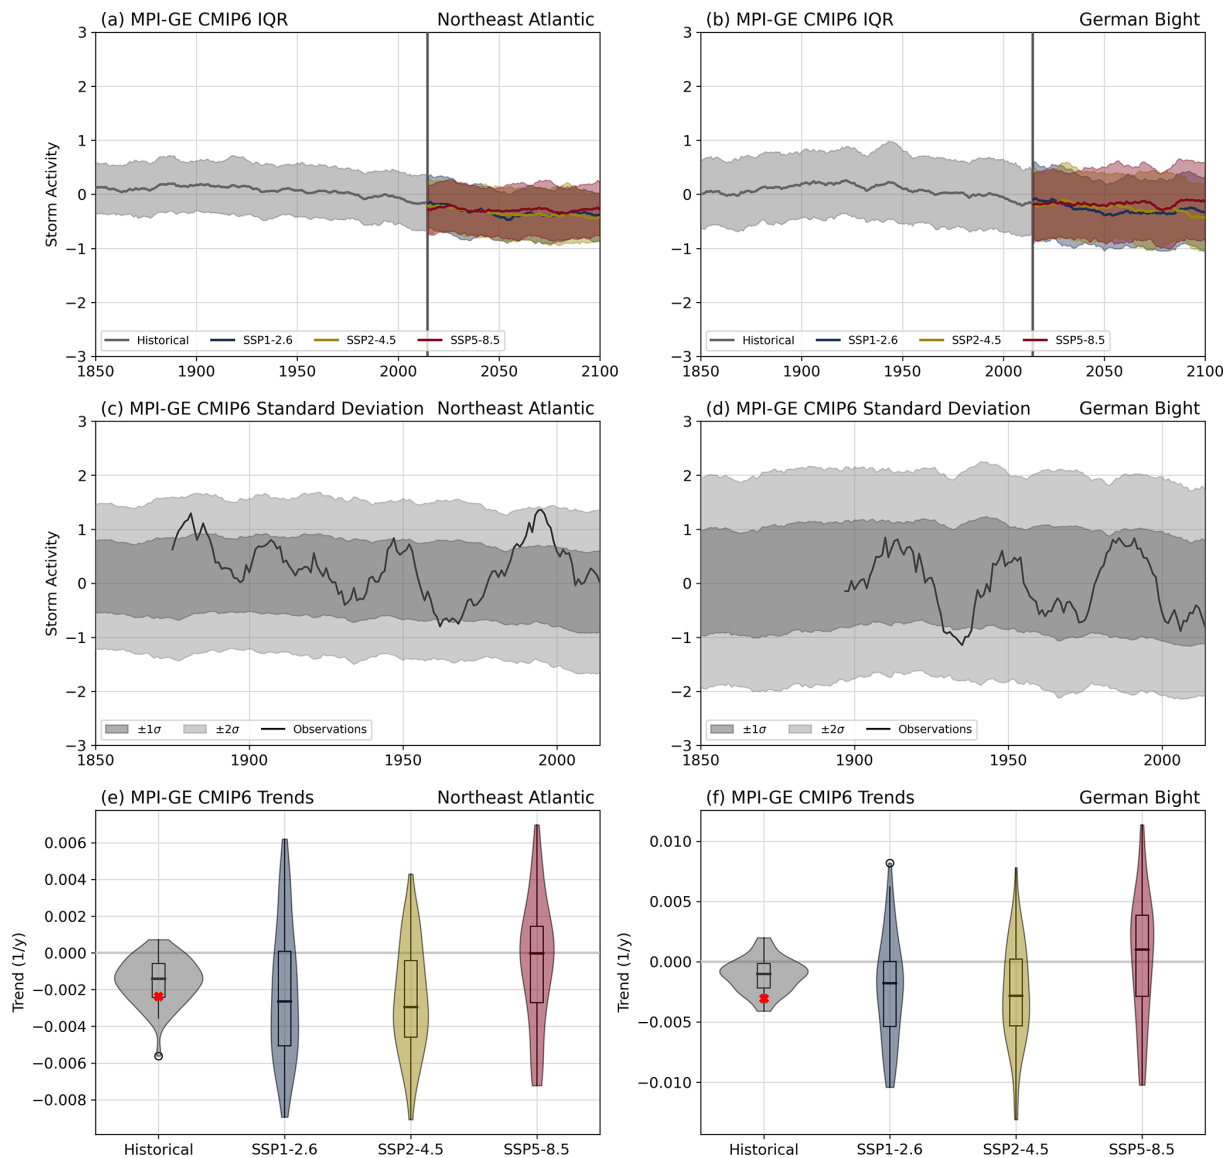 (a) MPI-GE CMIP6 IQR Northeast Atlantic
3
2
1
0
−1
−2
−3
Storm Activity
Historical SSP1-2.6 SSP2-4.5 SSP5-8.5
1850 1900 1950 2000 2050 2100
(b) MPI-GE CMIP6 IQR German Bight
3
2
1
0
−1
−2
−3
Historical SSP1-2.6 SSP2-4.5 SSP5-8.5
1850 1900 1950 2000 2050 2100
(c) MPI-GE CMIP6 Standard Deviation Northeast Atlantic
3
2
1
0
−1
−2
−3
Storm Activity
±1σ ±2σ Observations
1850 1900 1950 2000
(d) MPI-GE CMIP6 Standard Deviation German Bight
3
2
1
0
−1
−2
−3
±1σ ±2σ Observations
1850 1900 1950 2000
(e) MPI-GE CMIP6 Trends Northeast Atlantic
0.006
0.004
0.002
0.000
−0.002
−0.004
−0.006
−0.008
Trend (1/y)
Historical SSP1-2.6 SSP2-4.5 SSP5-8.5
(f) MPI-GE CMIP6 Trends German Bight
0.010
0.005
0.000
−0.005
−0.010
Trend (1/y)
Historical SSP1-2.6 SSP2-4.5 SSP5-8.5